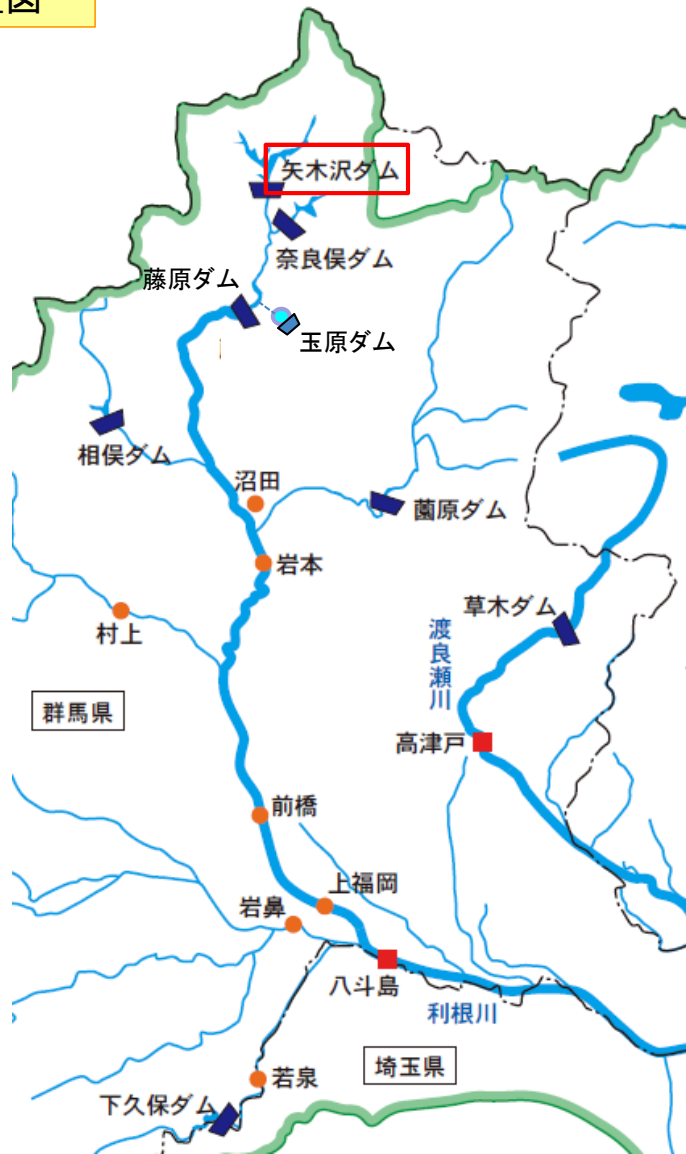 図
矢木沢ダム
奈良俣ダム
藤原ダム
玉原ダム
相俣ダム
沼田
薗原ダム
岩本
草木ダム
村上
渡良瀬川
群馬県
高津戸
前橋
上福岡
岩鼻
八斗島
利根川
埼玉県
若泉
下久保ダム